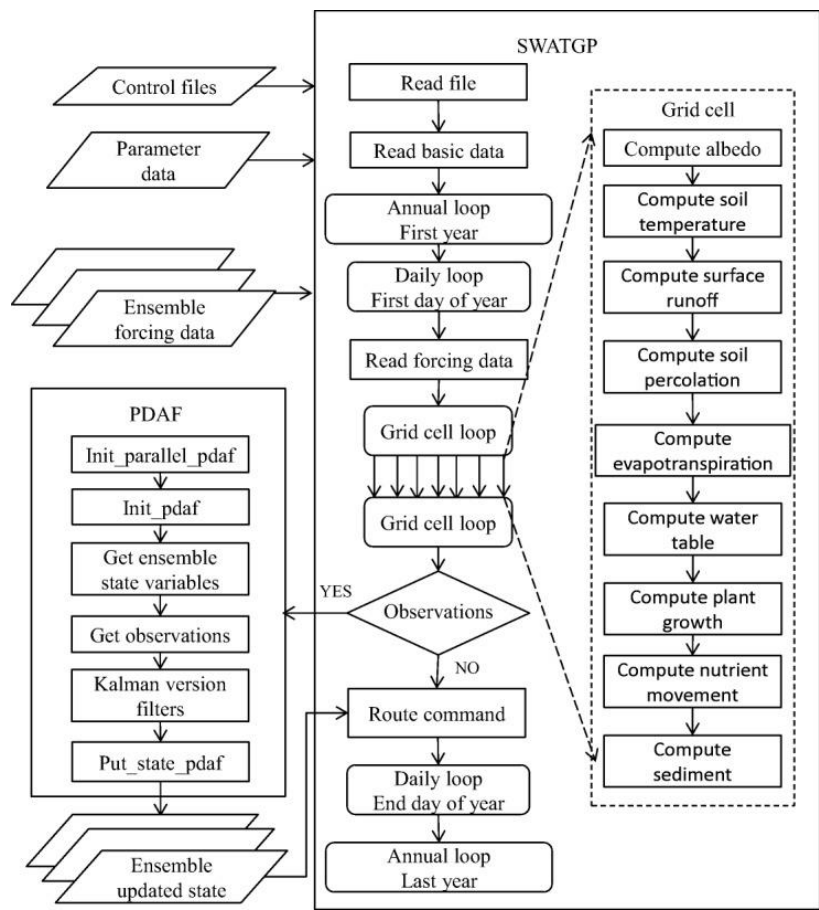 SWATGP
Control files
Parameter
data
Ensemble
forcing data
Read file
Read basic data
Annual loop
First year
Daily loop
First day of year
Read forcing data
Grid cell loop
Grid cell loop
Observations
YES
NO
Route command
Daily loop
End day of year
Annual loop
Last year
PDAF
Init_parallel_pdaf
Init_pdaf
Get ensemble
state variables
Get observations
Kalman version
filters
Put_state_pdaf
Ensemble
updated state
Grid cell
Compute albedo
Compute soil
temperature
Compute surface
runoff
Compute soil
percolation
Compute
evapotranspiration
Compute water
table
Compute plant
growth
Compute nutrient
movement
Compute
sediment